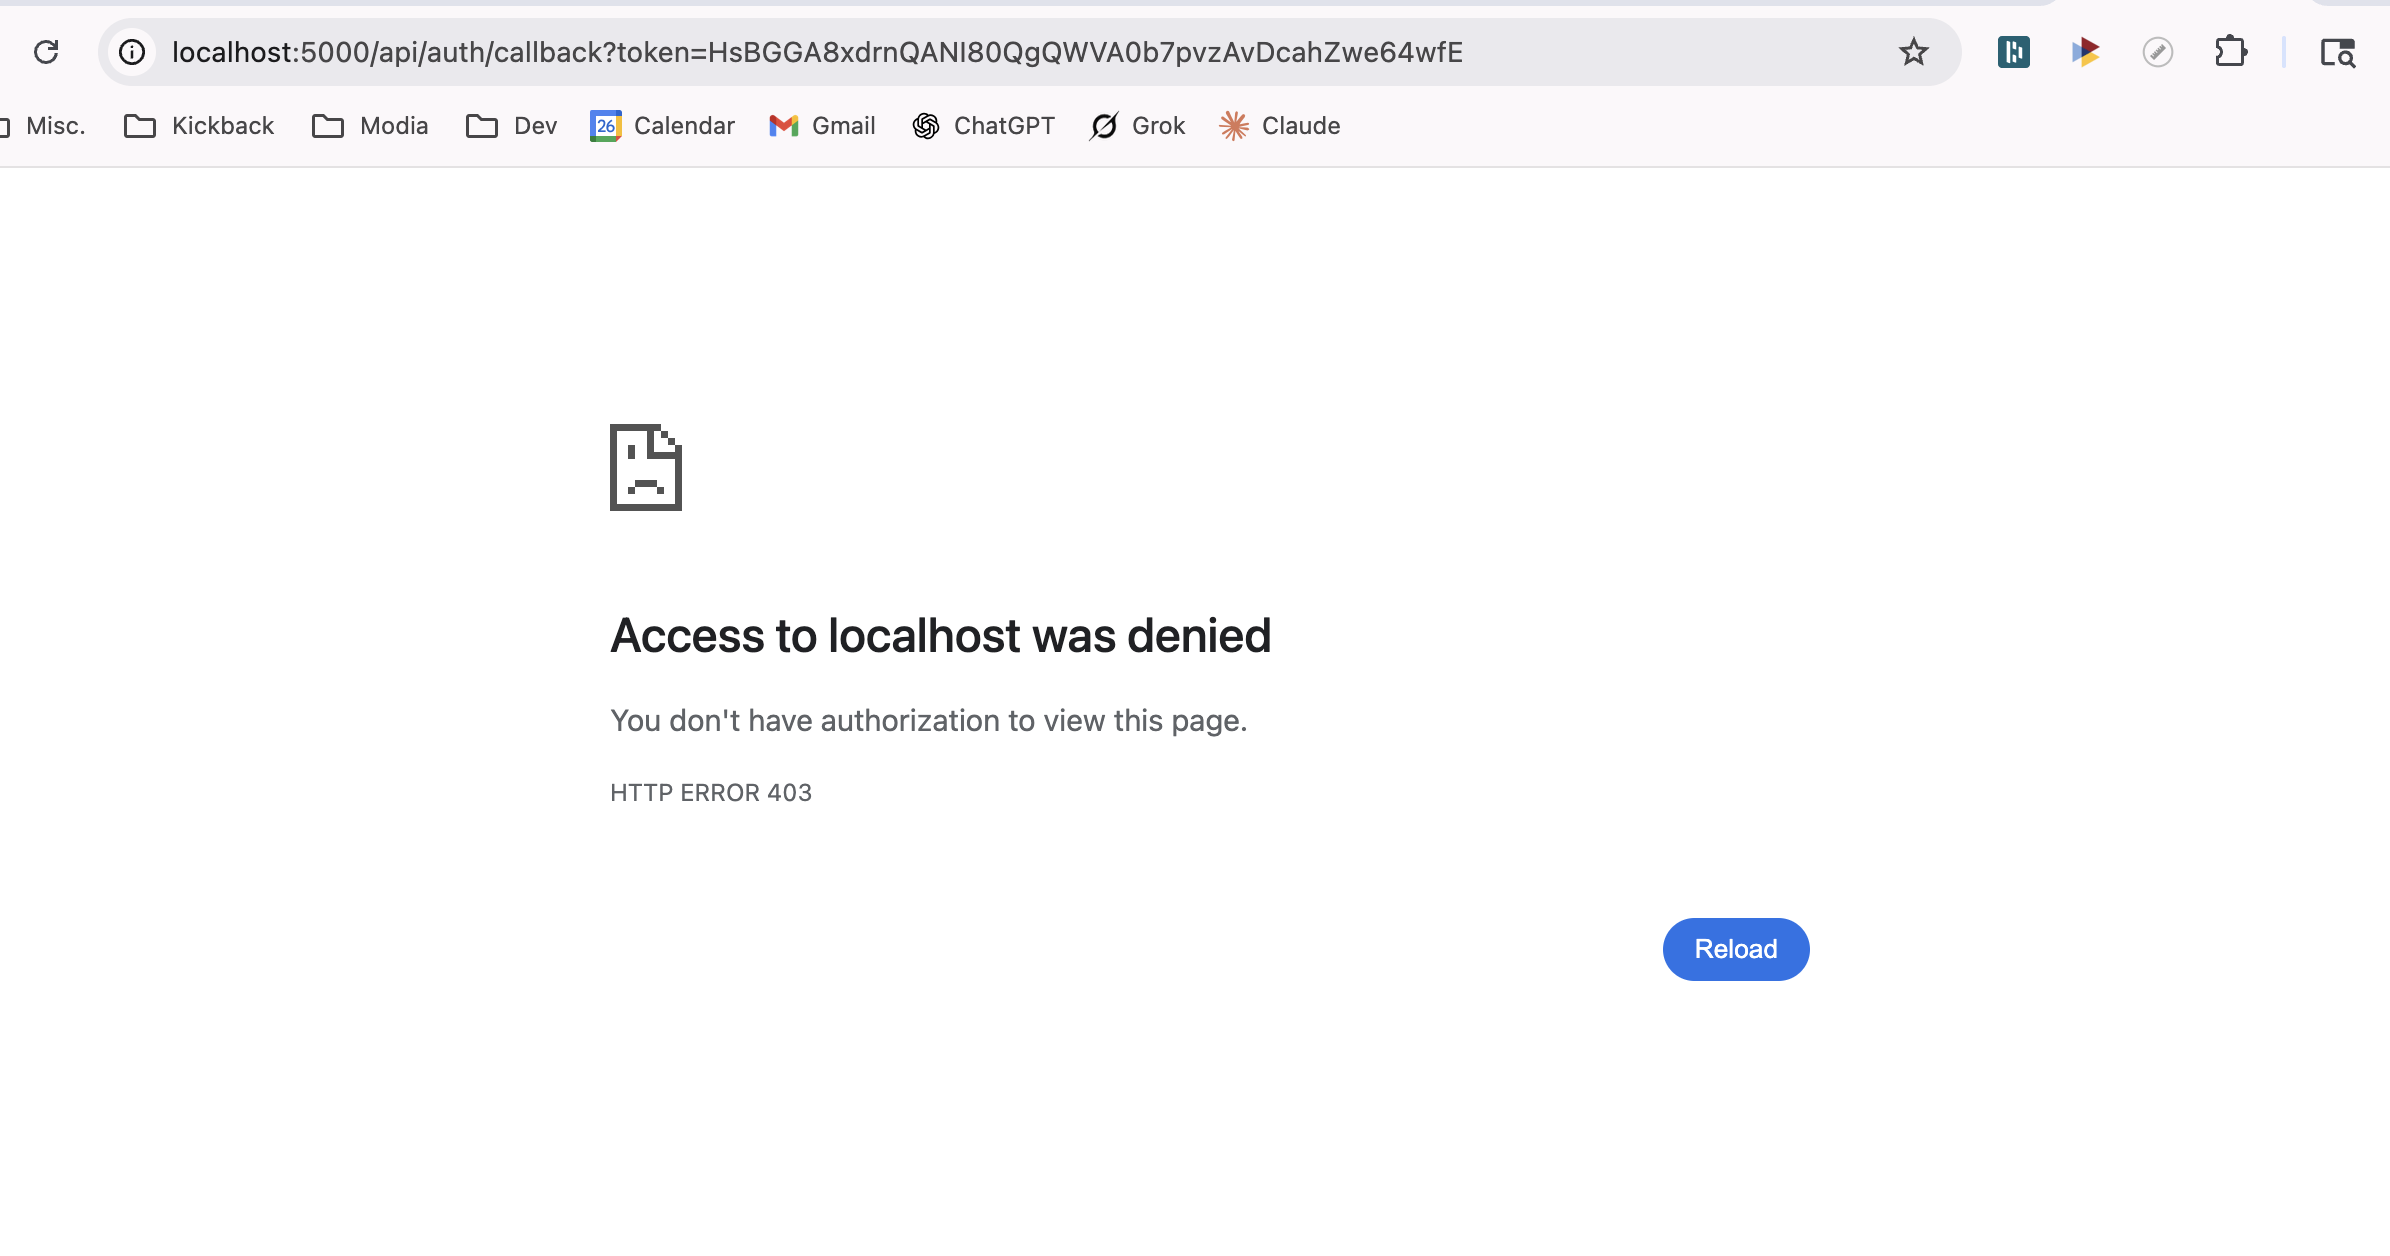 localhost:5000/api/auth/callback?token=HsBGGA8xdrnQANI80QgQWVA0b7pvzAvDcahZwe64wfE
Misc. Kickback Modia Dev 26 Calendar Gmail ChatGPT Grok Claude
Access to localhost was denied
You don't have authorization to view this page.
HTTP ERROR 403
Reload